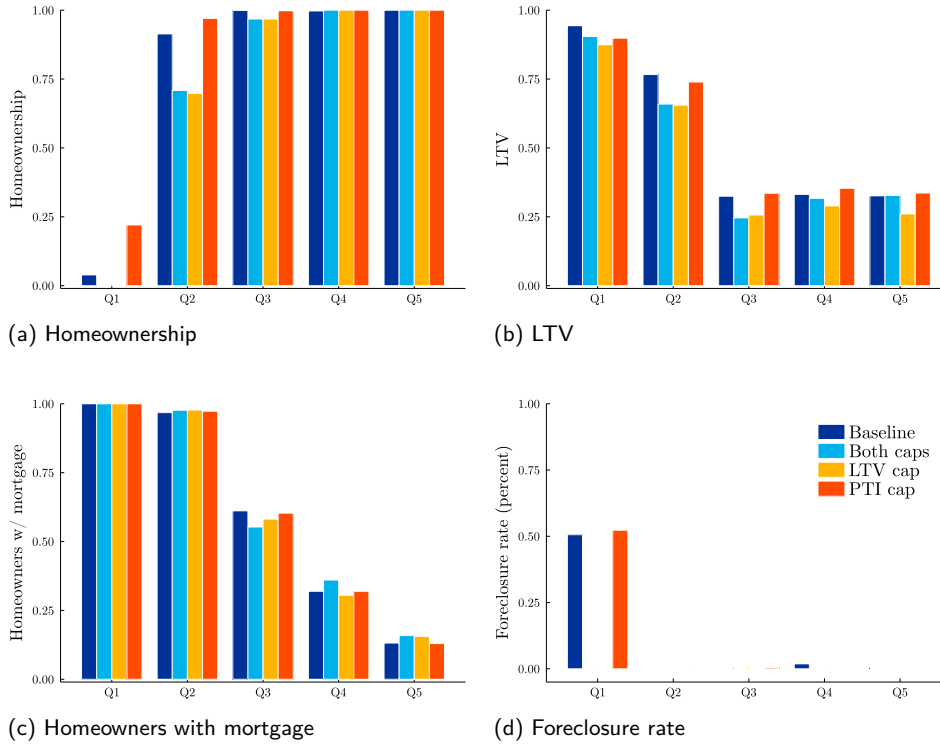 Homeownership
1.00
0.75
0.50
0.25
0.00
Q1 Q2 Q3 Q4 Q5
(a) Homeownership
LTV
1.00
0.75
0.50
0.25
0.00
Q1 Q2 Q3 Q4 Q5
(b) LTV
Homeowners w/ mortgage
1.00
0.75
0.50
0.25
0.00
Q1 Q2 Q3 Q4 Q5
(c) Homeowners with mortgage
Foreclosure rate (percent)
1.00
0.75
0.50
0.25
0.00
Baseline
Both caps
LTV cap
PTI cap
Q1 Q2 Q3 Q4 Q5
(d) Foreclosure rate